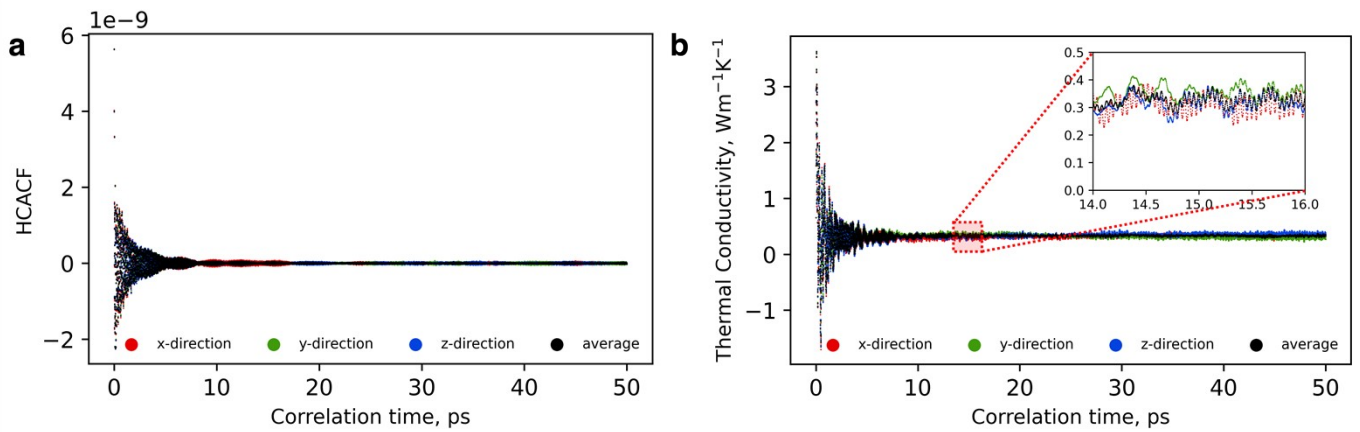 a
1e−9
6
4
2
0
−2
HCACF
x-direction y-direction z-direction average
0 10 20 30 40 50
Correlation time, ps
b
3
2
1
0
−1
Thermal Conductivity, Wm⁻¹K⁻¹
0.5
0.4
0.3
0.2
0.1
0.0
14.0 14.5 15.0 15.5 16.0
x-direction y-direction z-direction average
0 10 20 30 40 50
Correlation time, ps